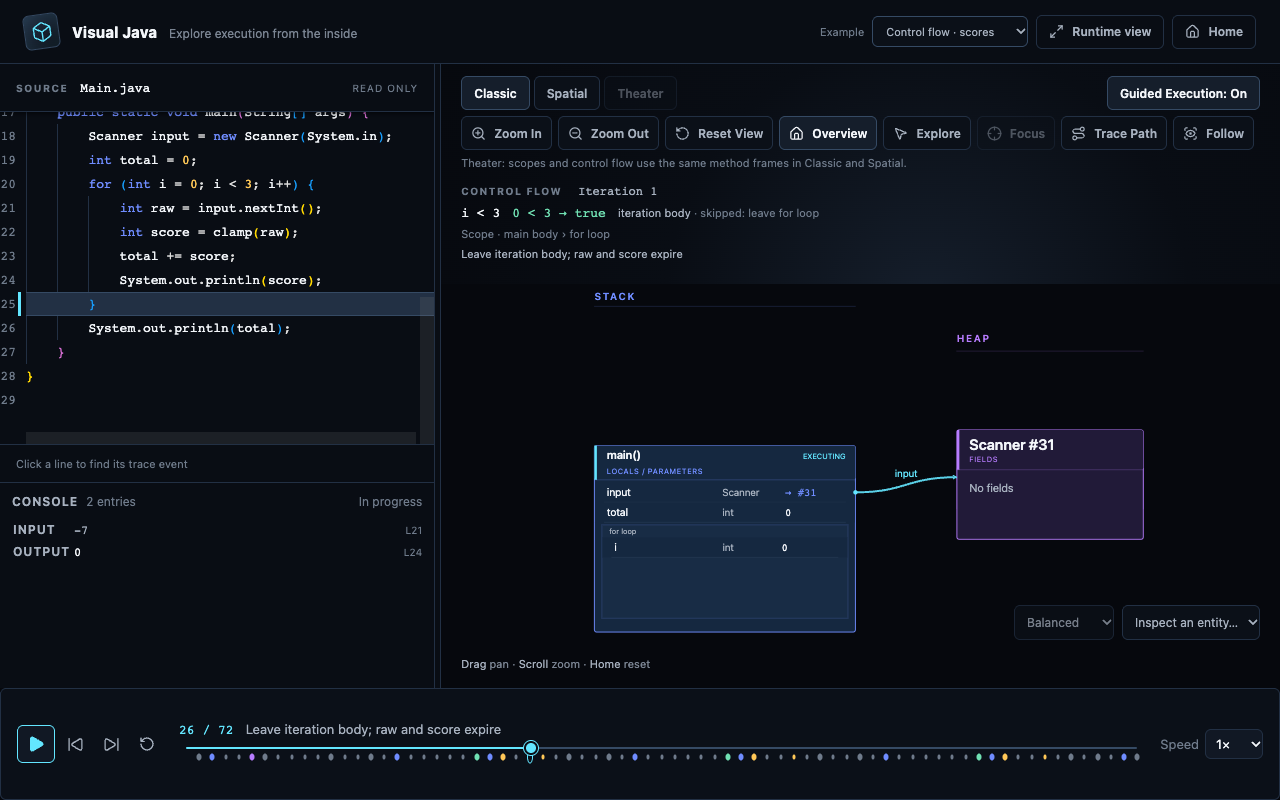 Visual Java Explore execution from the inside
Example Control flow · scores Runtime view Home
SOURCE Main.java READ ONLY
17 public static void main(String[] args) {
18 Scanner input = new Scanner(System.in);
19 int total = 0;
20 for (int i = 0; i < 3; i++) {
21 int raw = input.nextInt();
22 int score = clamp(raw);
23 total += score;
24 System.out.println(score);
25 }
26 System.out.println(total);
27 }
28 }
29
Click a line to find its trace event
CONSOLE 2 entries In progress
INPUT -7 L21
OUTPUT 0 L24
Classic Spatial Theater Guided Execution: On
Zoom In Zoom Out Reset View Overview Explore Focus Trace Path Follow
Theater: scopes and control flow use the same method frames in Classic and Spatial.
CONTROL FLOW Iteration 1
i < 3 0 < 3 → true iteration body · skipped: leave for loop
Scope · main body › for loop
Leave iteration body; raw and score expire
STACK
HEAP
main() EXECUTING
LOCALS / PARAMETERS
input Scanner → #31
total int 0
for loop
i int 0
input
Scanner #31
FIELDS
No fields
Balanced Inspect an entity...
Drag pan · Scroll zoom · Home reset
26 / 72 Leave iteration body; raw and score expire
Speed 1×